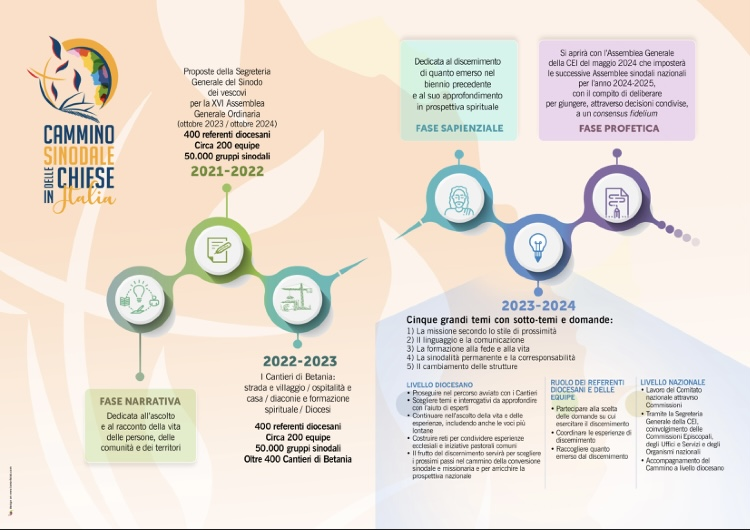 CAMMINO
SINODALE
DELLE CHIESE
IN Italia
Proposte della Segreteria
Generale del Sinodo
dei vescovi
per la XVI Assemblea
Generale Ordinaria
(ottobre 2023 / ottobre 2024)
400 referenti diocesani
Circa 200 equipe
50.000 gruppi sinodali
2021-2022
FASE NARRATIVA
Dedicata all'ascolto
e al racconto della vita
delle persone, delle
comunità e dei territori
2022-2023
I Cantieri di Betania:
strada e villaggio / ospitalità e
casa / diaconie e formazione
spirituale / Diocesi
400 referenti diocesani
Circa 200 equipe
50.000 gruppi sinodali
Oltre 400 Cantieri di Betania
Dedicata al discernimento
di quanto emerso nel
biennio precedente
e al suo approfondimento
in prospettiva spirituale
FASE SAPIENZIALE
Si aprirà con l'Assemblea Generale
della CEI del maggio 2024 che imposterà
le successive Assemblee sinodali nazionali
per l'anno 2024-2025,
con il compito di deliberare
per giungere, attraverso decisioni condivise,
a un consensus fidelium
FASE PROFETICA
2023-2024
Cinque grandi temi con sotto-temi e domande:
1) La missione secondo lo stile di prossimità
2) Il linguaggio e la comunicazione
3) La formazione alla fede e alla vita
4) La sinodalità permanente e la corresponsabilità
5) Il cambiamento delle strutture
LIVELLO DIOCESANO
• Proseguire nel percorso avviato con i Cantieri
• Scegliere temi e interrogativi da approfondire
con l'aiuto di esperti
• Continuare nell'ascolto della vita e delle
esperienze, includendo anche le voci più
lontane
• Costruire reti per condividere esperienze
ecclesiali e iniziative pastorali comuni
• Il frutto del discernimento servirà per scegliere
i prossimi passi nel cammino della conversione
sinodale e missionaria e per arricchire la
prospettiva nazionale
RUOLO DEI REFERENTI
DIOCESANI E DELLE
EQUIPE
• Partecipare alla scelta
delle domande su cui
esercitare il discernimento
• Coordinare le esperienze di
discernimento
• Raccogliere quanto
emerso dal discernimento
LIVELLO NAZIONALE
• Lavoro del Comitato
nazionale attraverso
Commissioni
• Tramite la Segreteria
Generale della CEI,
coinvolgimento delle
Commissioni Episcopali,
degli Uffici e Servizi e degli
Organismi nazionali
• Accompagnamento del
Cammino a livello diocesano